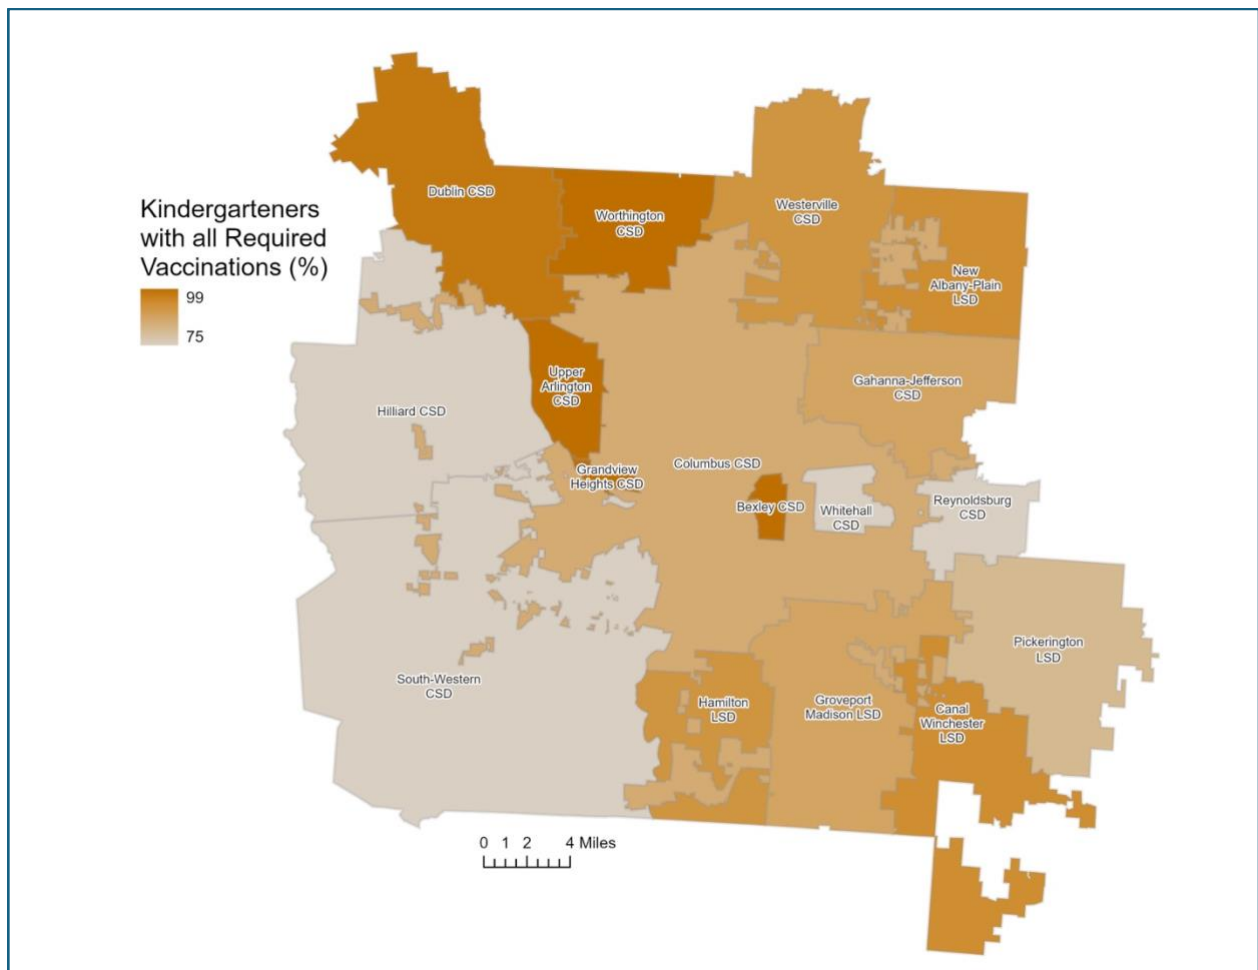 Kindergarteners
with all Required
Vaccinations (%)
99
75
Dublin CSD
Worthington
CSD
Westerville
CSD
New
Albany-Plain
LSD
Upper
Arlington
CSD
Gahanna-Jefferson
CSD
Hilliard CSD
Grandview
Heights CSD
Columbus CSD
Bexley CSD
Whitehall
CSD
Reynoldsburg
CSD
Pickerington
LSD
South-Western
CSD
Hamilton
LSD
Groveport
Madison LSD
Canal
Winchester
LSD
0 1 2 4 Miles